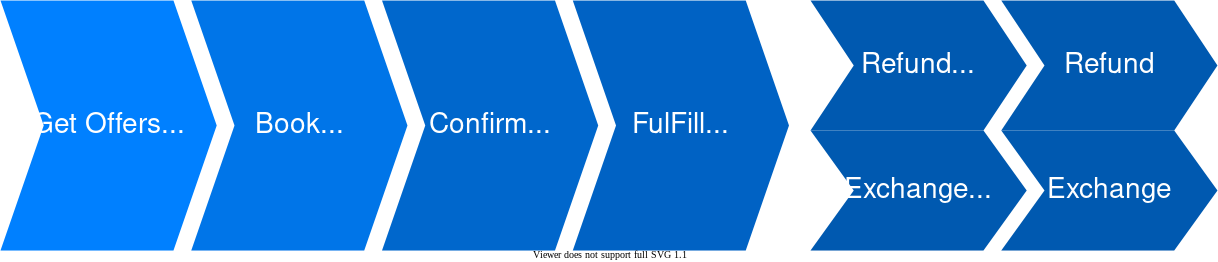 Get Offers...
Book...
Confirm...
FulFill...
Refund...
Refund
Exchange...
Exchange
Viewer does not support full SVG 1.1